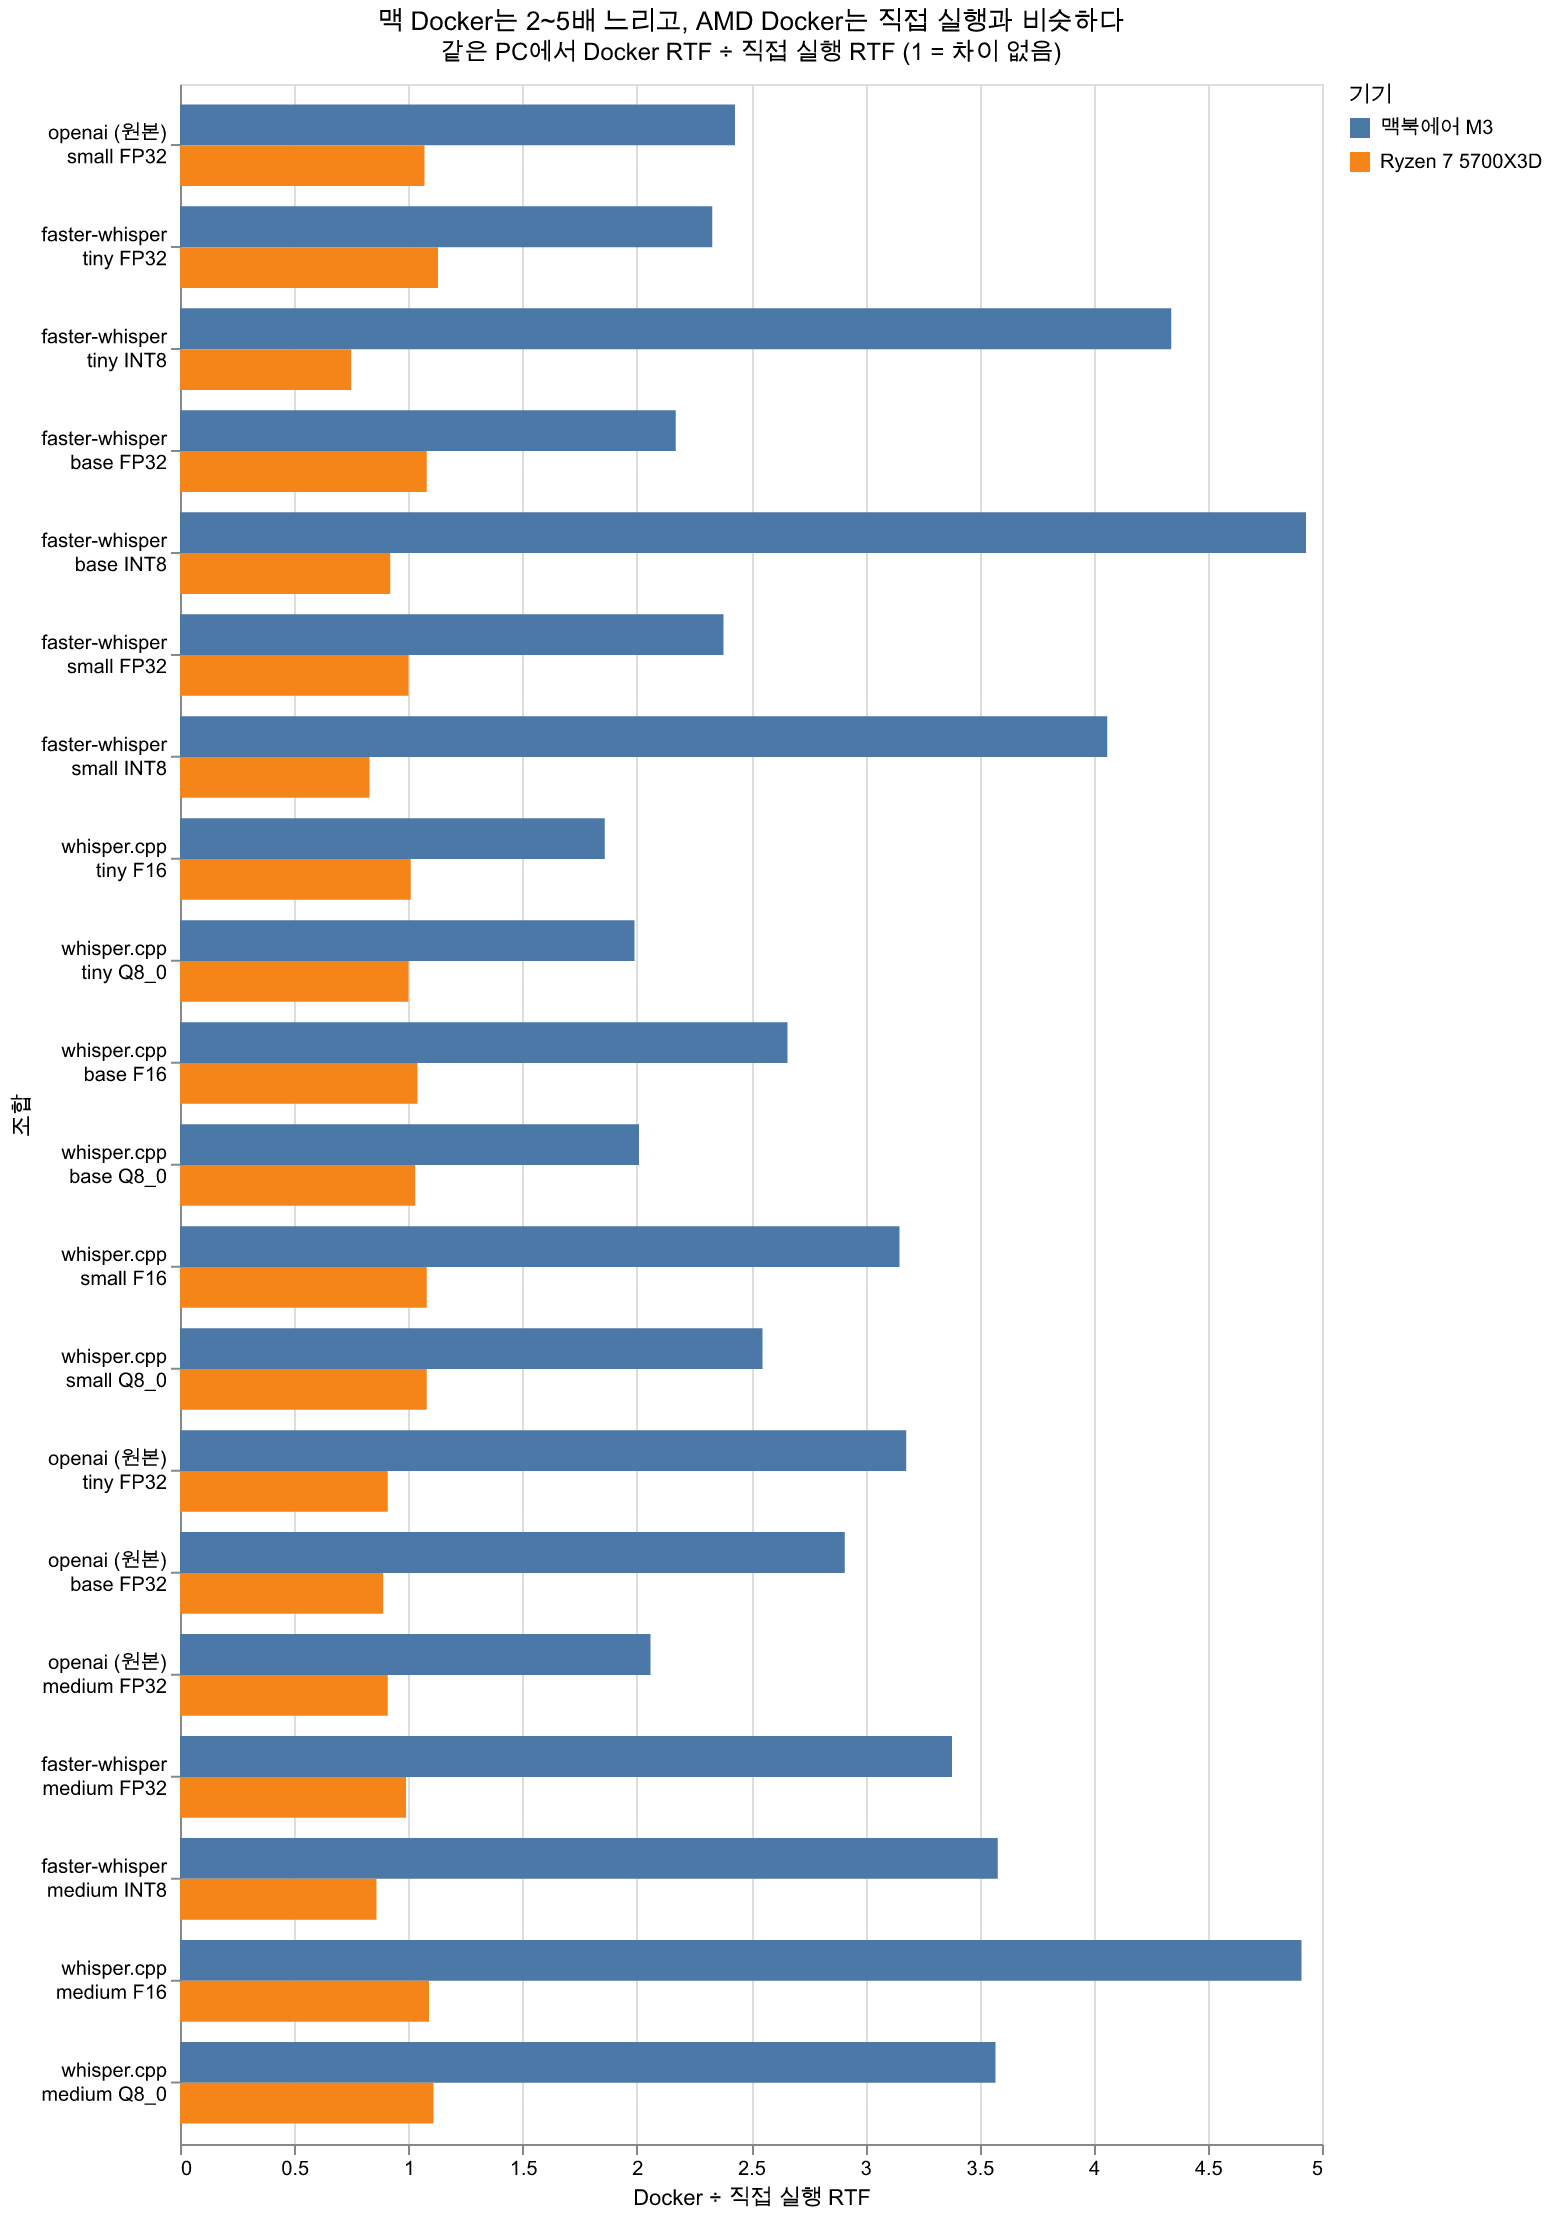 맥 Docker는 2~5배 느리고, AMD Docker는 직접 실행과 비슷하다
같은 PC에서 Docker RTF ÷ 직접 실행 RTF (1 = 차이 없음)
기기
맥북에어 M3
Ryzen 7 5700X3D
조합
openai (원본)
small FP32
faster-whisper
tiny FP32
faster-whisper
tiny INT8
faster-whisper
base FP32
faster-whisper
base INT8
faster-whisper
small FP32
faster-whisper
small INT8
whisper.cpp
tiny F16
whisper.cpp
tiny Q8_0
whisper.cpp
base F16
whisper.cpp
base Q8_0
whisper.cpp
small F16
whisper.cpp
small Q8_0
openai (원본)
tiny FP32
openai (원본)
base FP32
openai (원본)
medium FP32
faster-whisper
medium FP32
faster-whisper
medium INT8
whisper.cpp
medium F16
whisper.cpp
medium Q8_0
0 0.5 1 1.5 2 2.5 3 3.5 4 4.5 5
Docker ÷ 직접 실행 RTF